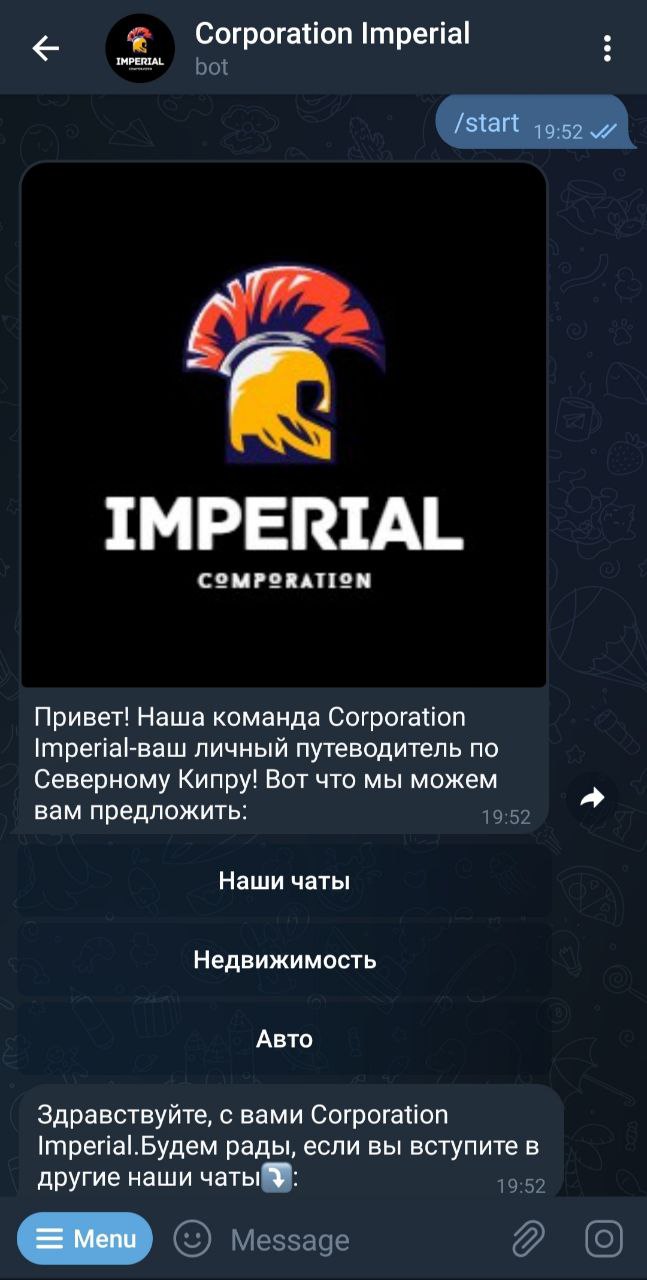 Corporation Imperial
bot
IMPERIAL
/start 19:52
IMPERIAL
COMPORATION
Привет! Наша команда Corporation
Imperial-ваш личный путеводитель по
Северному Кипру! Вот что мы можем
вам предложить:
19:52
Наши чаты
Недвижимость
Авто
Здравствуйте, с вами Corporation
Imperial.Будем рады, если вы вступите в
другие наши чаты⤵️:
19:52
Menu
Message